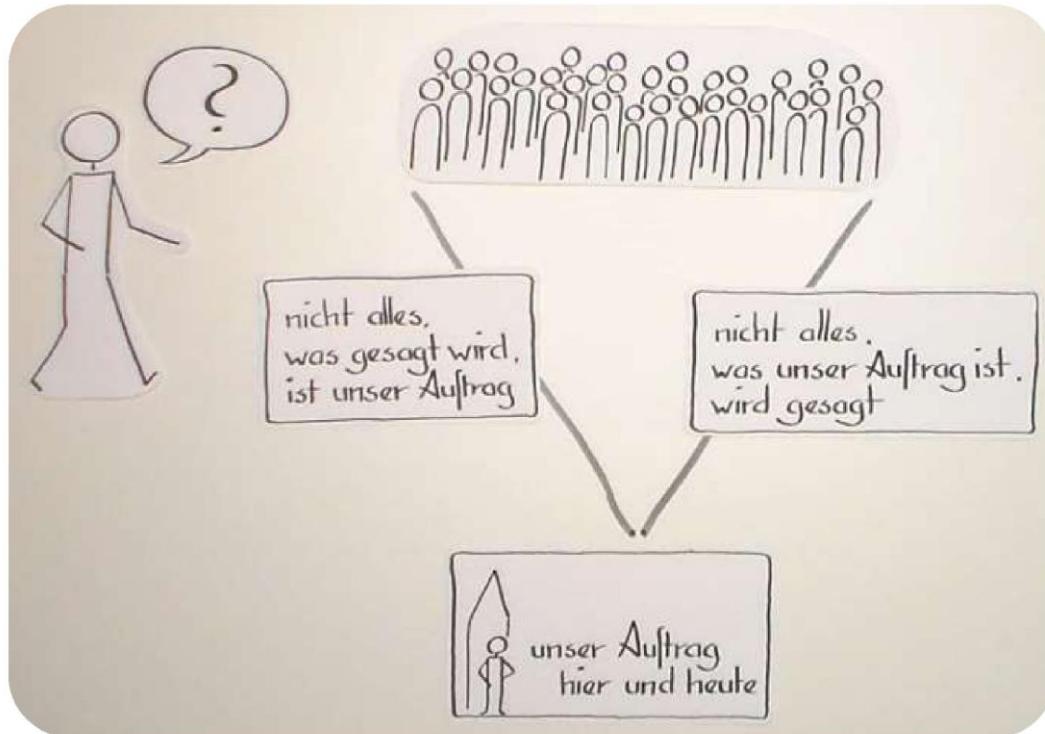 ?
nicht alles,
was gesagt wird,
ist unser Auftrag
nicht alles,
was unser Auftrag ist,
wird gesagt
unser Auftrag
hier und heute